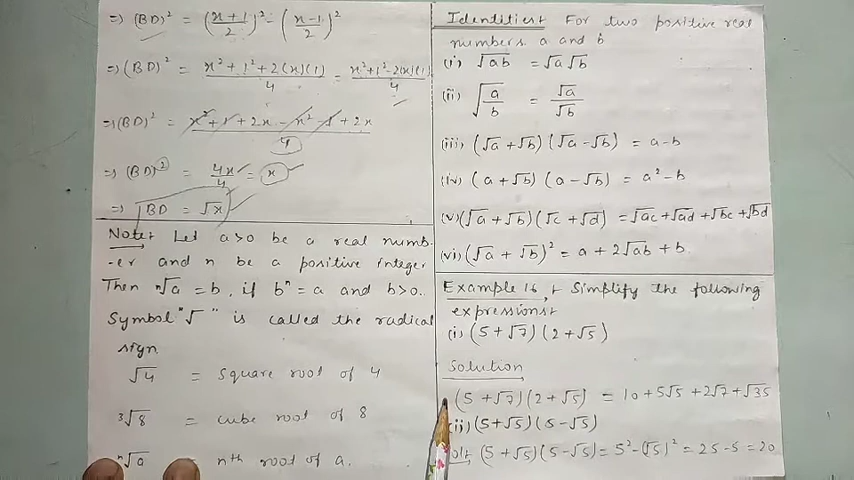 =) (BD)² = (x+1/2)² - (x-1/2)²
=) (BD)² = x²+1²+2(x)(1)/4 - x²+1²-2(x)(1)/4
=) (BD)² = x²+1+2x-x²-1+2x/4
=) (BD)² = 4x/4 = x
=) BD = √x
Note:- Let a>0 be a real numb-
-er and n be a positive integer
Then ⁿ√a = b, if bⁿ = a and b>0.
Symbol "√ " is called the radical
sign.
√4 = square root of 4
³√8 = cube root of 8
ⁿ√a = nth root of a.
Identities:- For two positive real
numbers a and b
(i) √ab = √a√b
(ii) √a/b = √a/√b
(iii) (√a+√b) (√a-√b) = a-b
(iv) (a+√b) (a-√b) = a²-b
(v) (√a+√b)(√c+√d) = √ac+√ad+√bc+√bd
(vi) (√a+√b)² = a+2√ab+b
Example 16:- Simplify the following
expressions:-
(i) (5+√7) (2+√5)
Solution
(5+√7)(2+√5) = 10+5√5+2√7+√35
(ii) (5+√5) (5-√5)
(5+√5)(5-√5) = 5²-(√5)² = 25-5 = 20